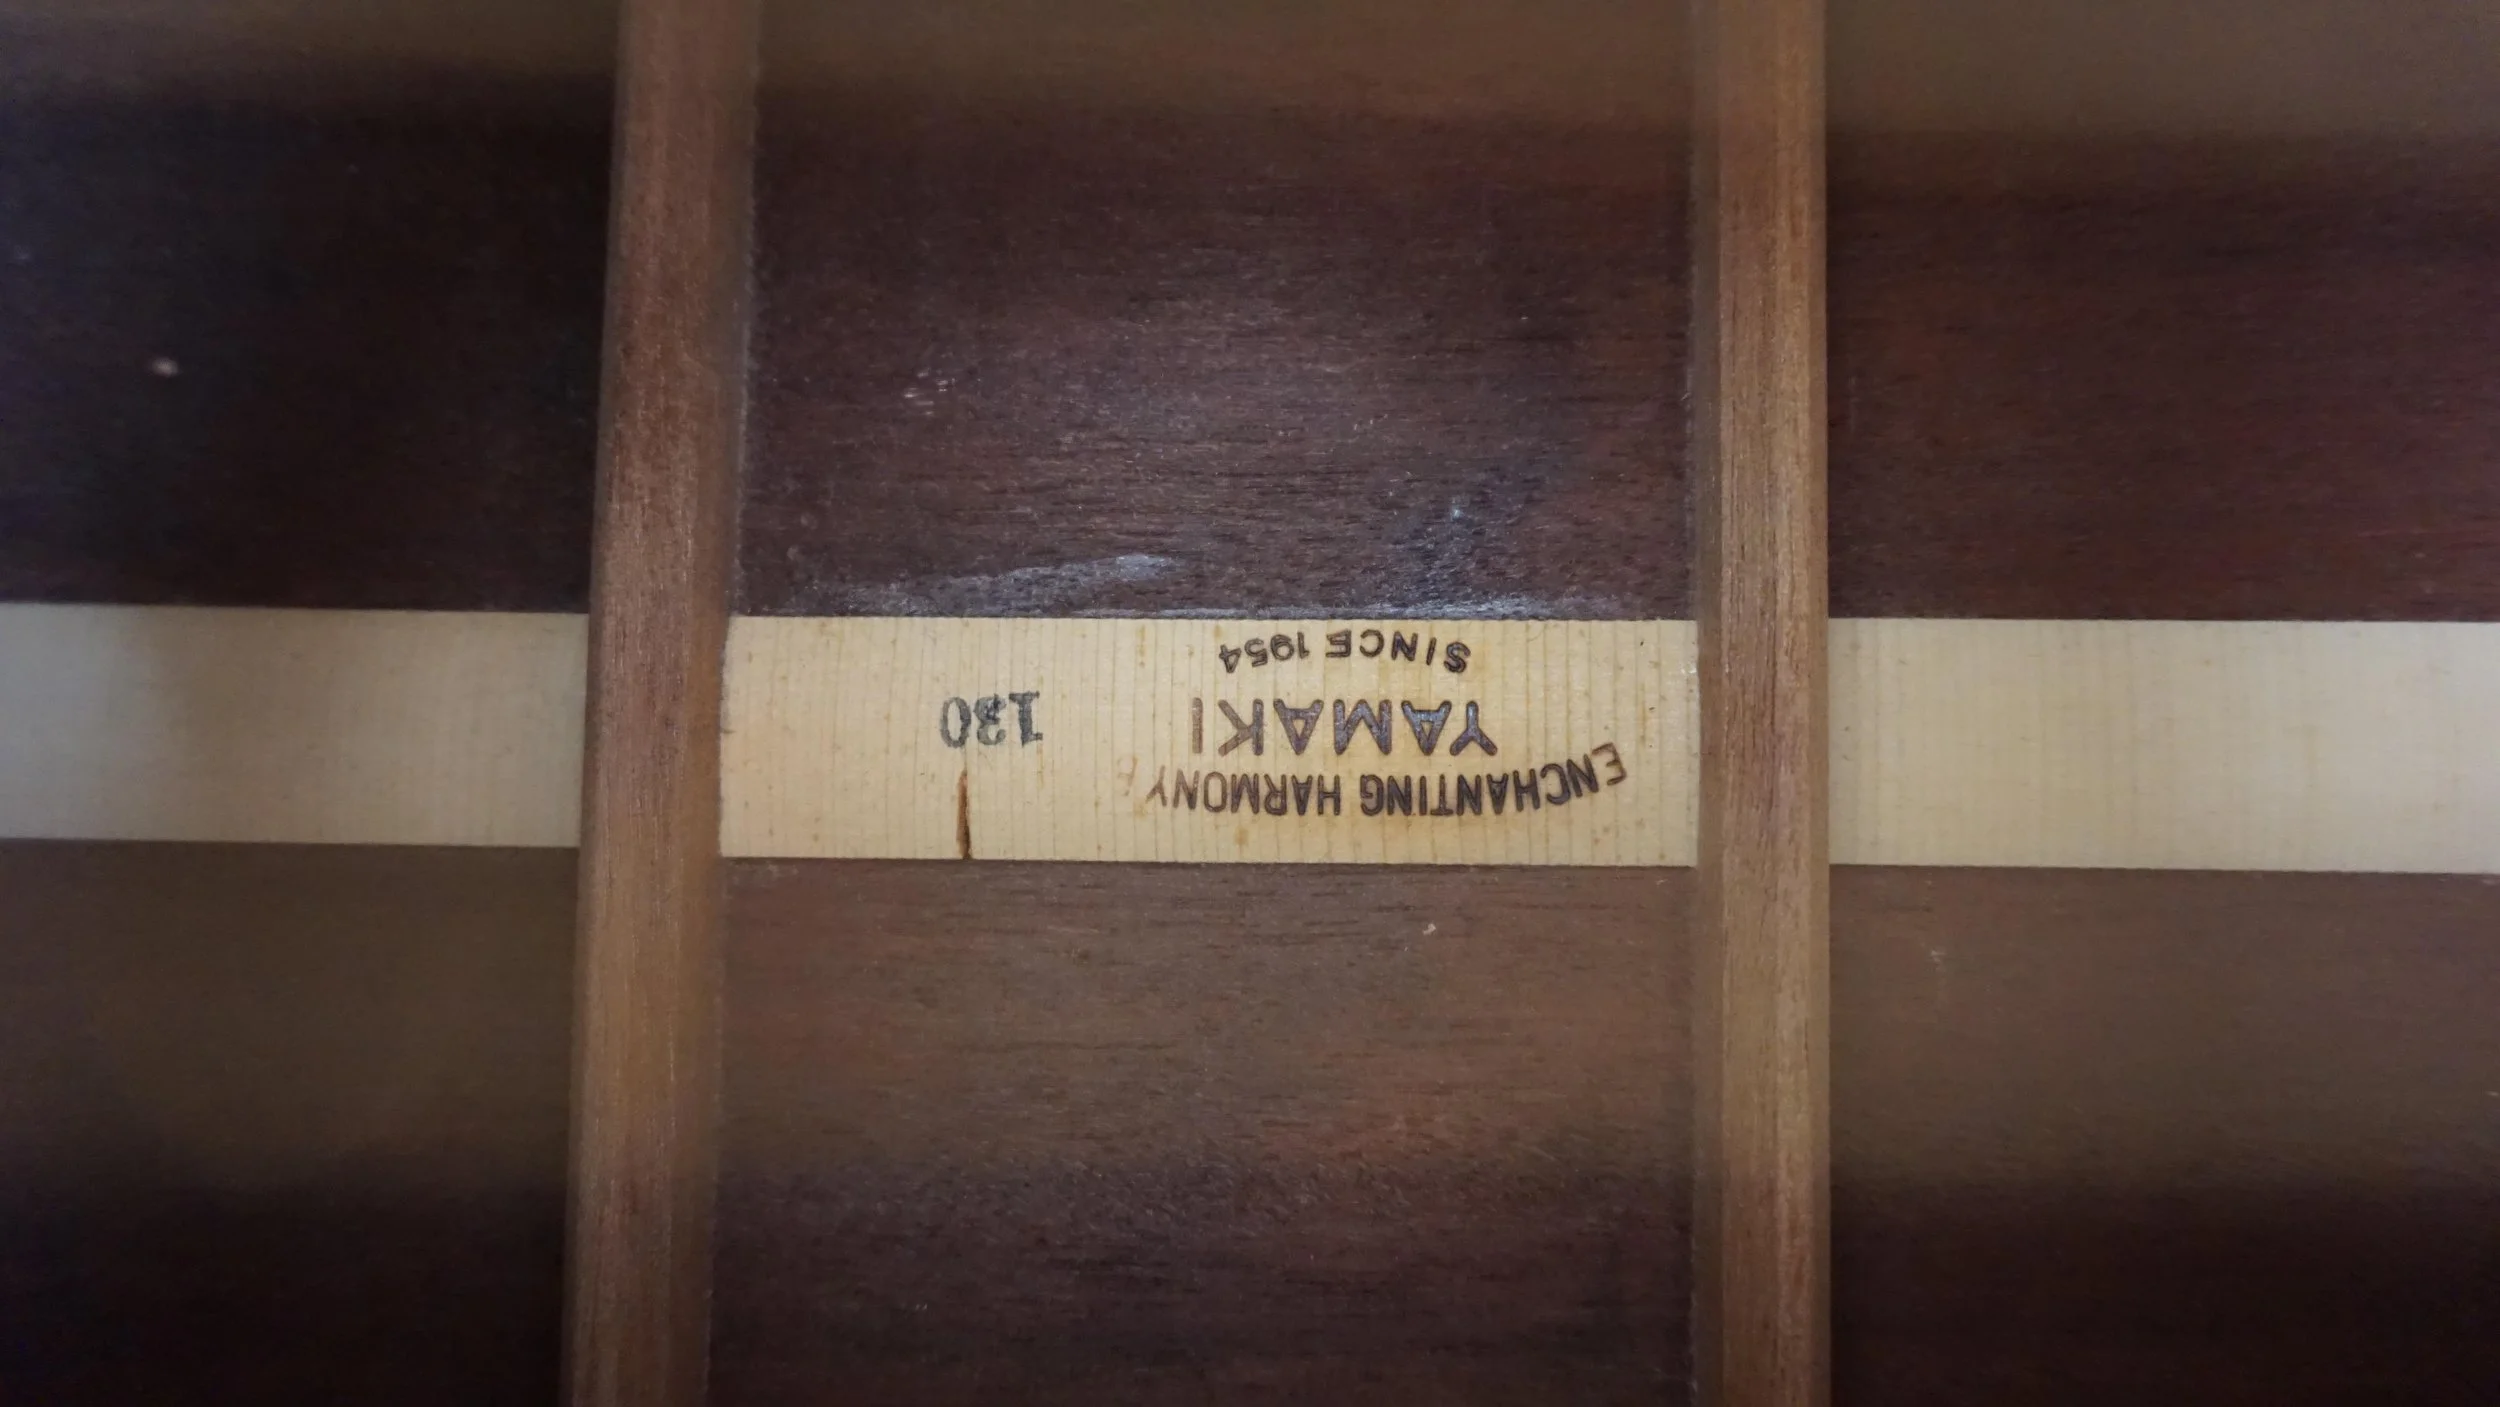 ENCHANTING HARMONY
YAMAKI
SINCE 1954
130